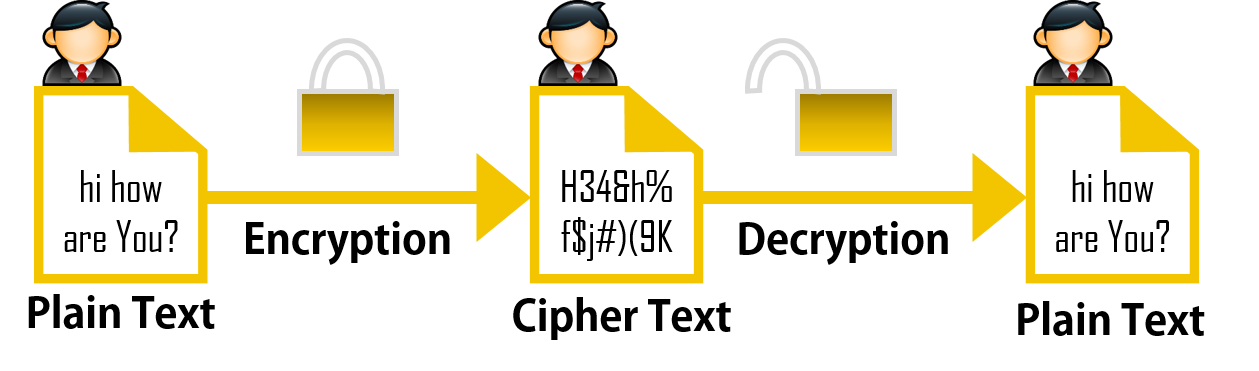 hi how
are You?
Plain Text
Encryption
H34&h%
f$j#)(9K
Cipher Text
Decryption
hi how
are You?
Plain Text